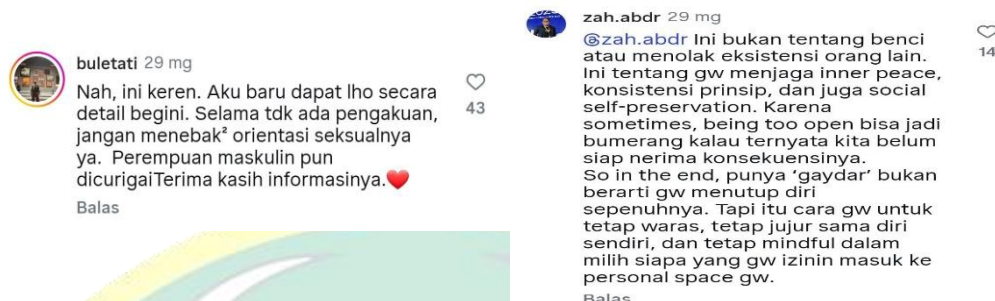 buletati 29 mg
Nah, ini keren. Aku baru dapat lho secara
detail begini. Selama tdk ada pengakuan,
jangan menebak² orientasi seksualnya
ya.  Perempuan maskulin pun
dicurigaiTerima kasih informasinya.❤️
43
Balas
zah.abdr 29 mg
@zah.abdr Ini bukan tentang benci
atau menolak eksistensi orang lain.
Ini tentang gw menjaga inner peace,
konsistensi prinsip, dan juga social
self-preservation. Karena
sometimes, being too open bisa jadi
bumerang kalau ternyata kita belum
siap nerima konsekuensinya.
So in the end, punya ‘gaydar’ bukan
berarti gw menutup diri
sepenuhnya. Tapi itu cara gw untuk
tetap waras, tetap jujur sama diri
sendiri, dan tetap mindful dalam
milih siapa yang gw izinin masuk ke
personal space gw.
14
Balas